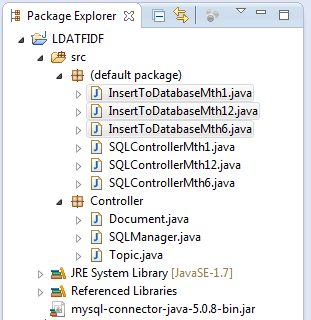 Package Explorer
LDATFIDF
src
(default package)
InsertToDatabaseMth1.java
InsertToDatabaseMth12.java
InsertToDatabaseMth6.java
SQLControllerMth1.java
SQLControllerMth12.java
SQLControllerMth6.java
Controller
Document.java
SQLManager.java
Topic.java
JRE System Library [JavaSE-1.7]
Referenced Libraries
mysql-connector-java-5.0.8-bin.jar